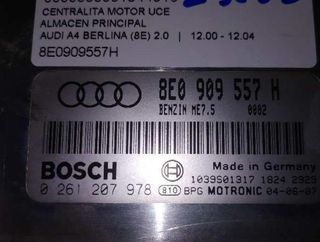 CENTRALITA MOTOR UCE
ALMACEN PRINCIPAL
AUDI A4 BERLINA (8E) 2.0 | 12.00 - 12.04
8E0909557H
8E0 909 557 H
BENZIN ME7.5 0002
BOSCH
Made in Germany
0 261 207 978
1039S01317 1824 2929
810 BPG MOTRONIC 04-06-07